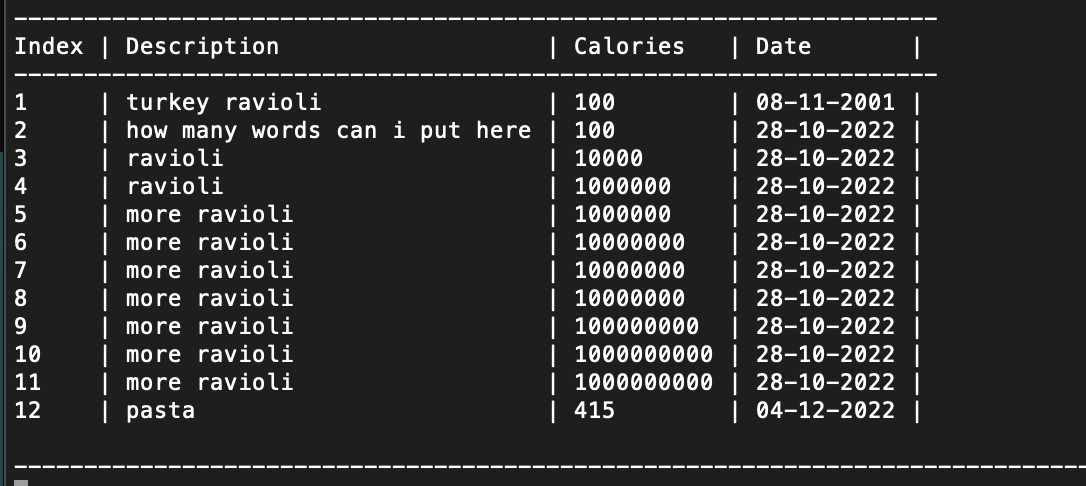 ------------------------------------------------------------------
Index | Description                   | Calories   | Date       |
------------------------------------------------------------------
1     | turkey ravioli                | 100        | 08-11-2001 |
2     | how many words can i put here | 100        | 28-10-2022 |
3     | ravioli                       | 10000      | 28-10-2022 |
4     | ravioli                       | 1000000    | 28-10-2022 |
5     | more ravioli                  | 1000000    | 28-10-2022 |
6     | more ravioli                  | 10000000   | 28-10-2022 |
7     | more ravioli                  | 10000000   | 28-10-2022 |
8     | more ravioli                  | 10000000   | 28-10-2022 |
9     | more ravioli                  | 100000000  | 28-10-2022 |
10    | more ravioli                  | 1000000000 | 28-10-2022 |
11    | more ravioli                  | 1000000000 | 28-10-2022 |
12    | pasta                         | 415        | 04-12-2022 |
-----------------------------------------------------------------------------